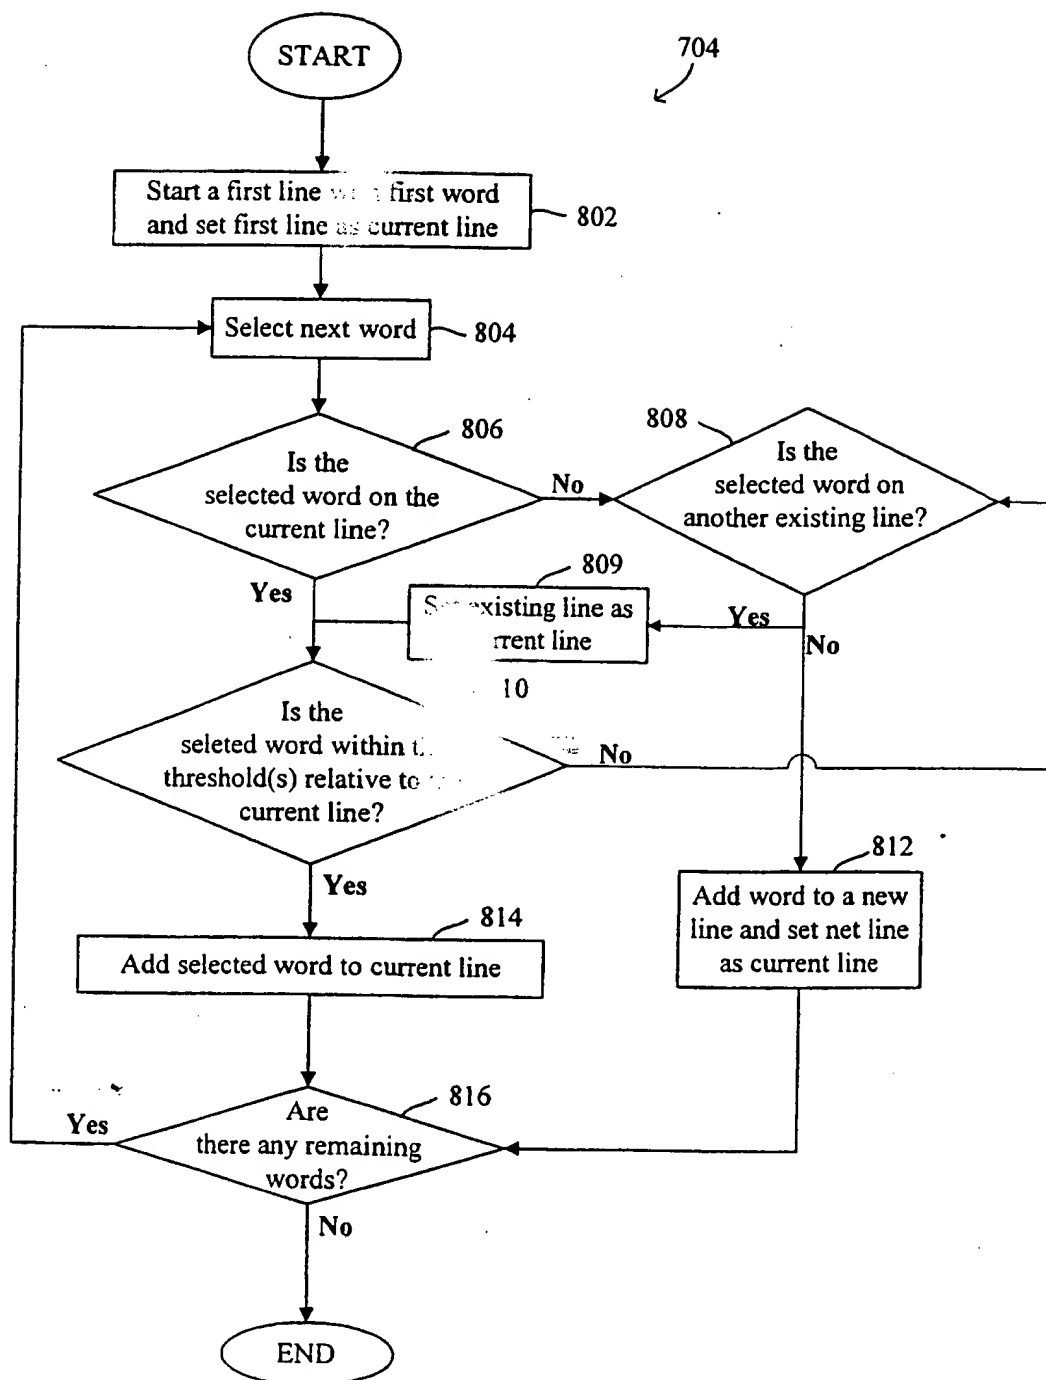 START
704
Start a first line first word
and set first line as current line
802
Select next word
804
806
Is the
selected word on the
current line?
No
808
Is the
selected word on
another existing line?
Yes
809
existing line as
line
Yes
No
10
Is the
seleted word within
threshold(s) relative to
current line?
No
Yes
812
Add word to a new
line and set net line
as current line
814
Add selected word to current line
816
Are
there any remaining
words?
Yes
No
END